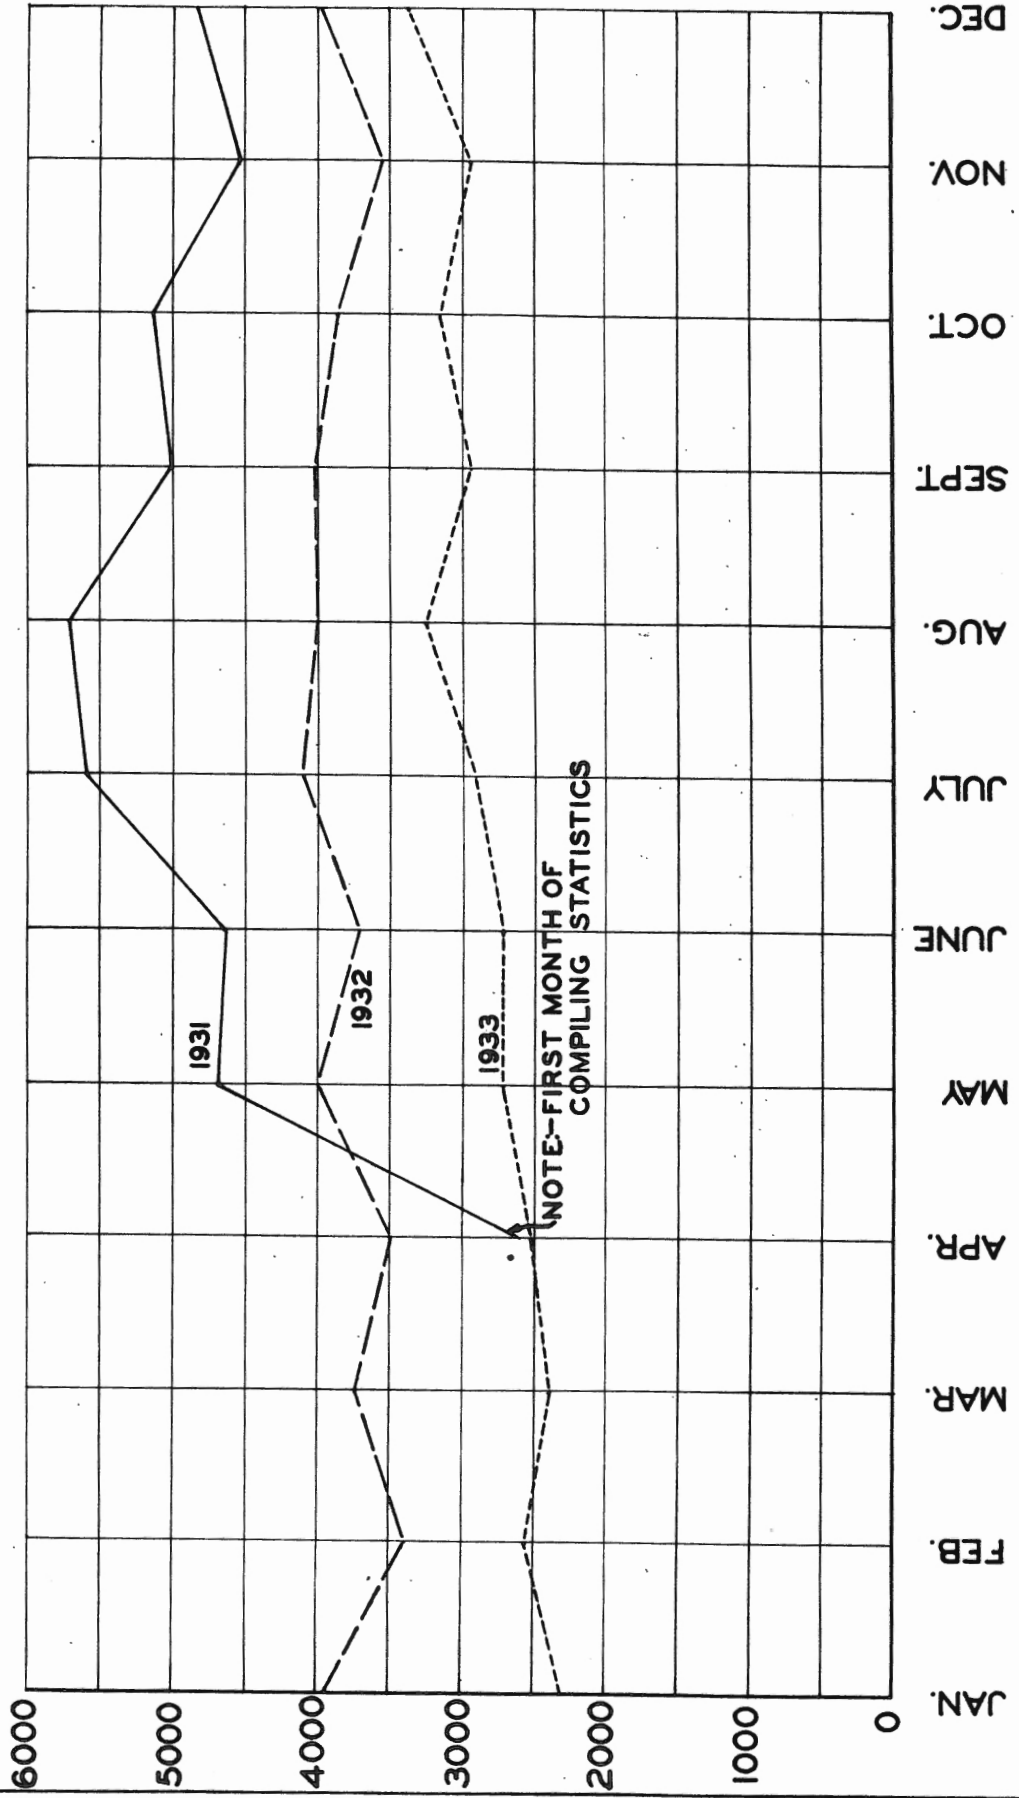 6000
5000
4000
3000
2000
1000
0
1931
1932
1933
NOTE:-FIRST MONTH OF
COMPILING STATISTICS
JAN.
FEB.
MAR.
APR.
MAY
JUNE
JULY
AUG.
SEPT.
OCT.
NOV.
DEC.